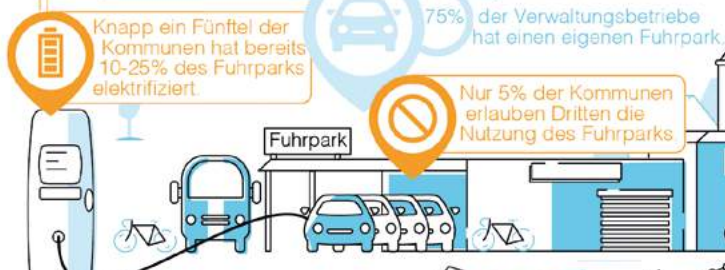 Knapp ein Fünftel der
Kommunen hat bereits
10-25% des Fuhrparks
elektrifiziert.
75% der Verwaltungsbetriebe
hat einen eigenen Fuhrpark.
Nur 5% der Kommunen
erlauben Dritten die
Nutzung des Fuhrparks.
Fuhrpark